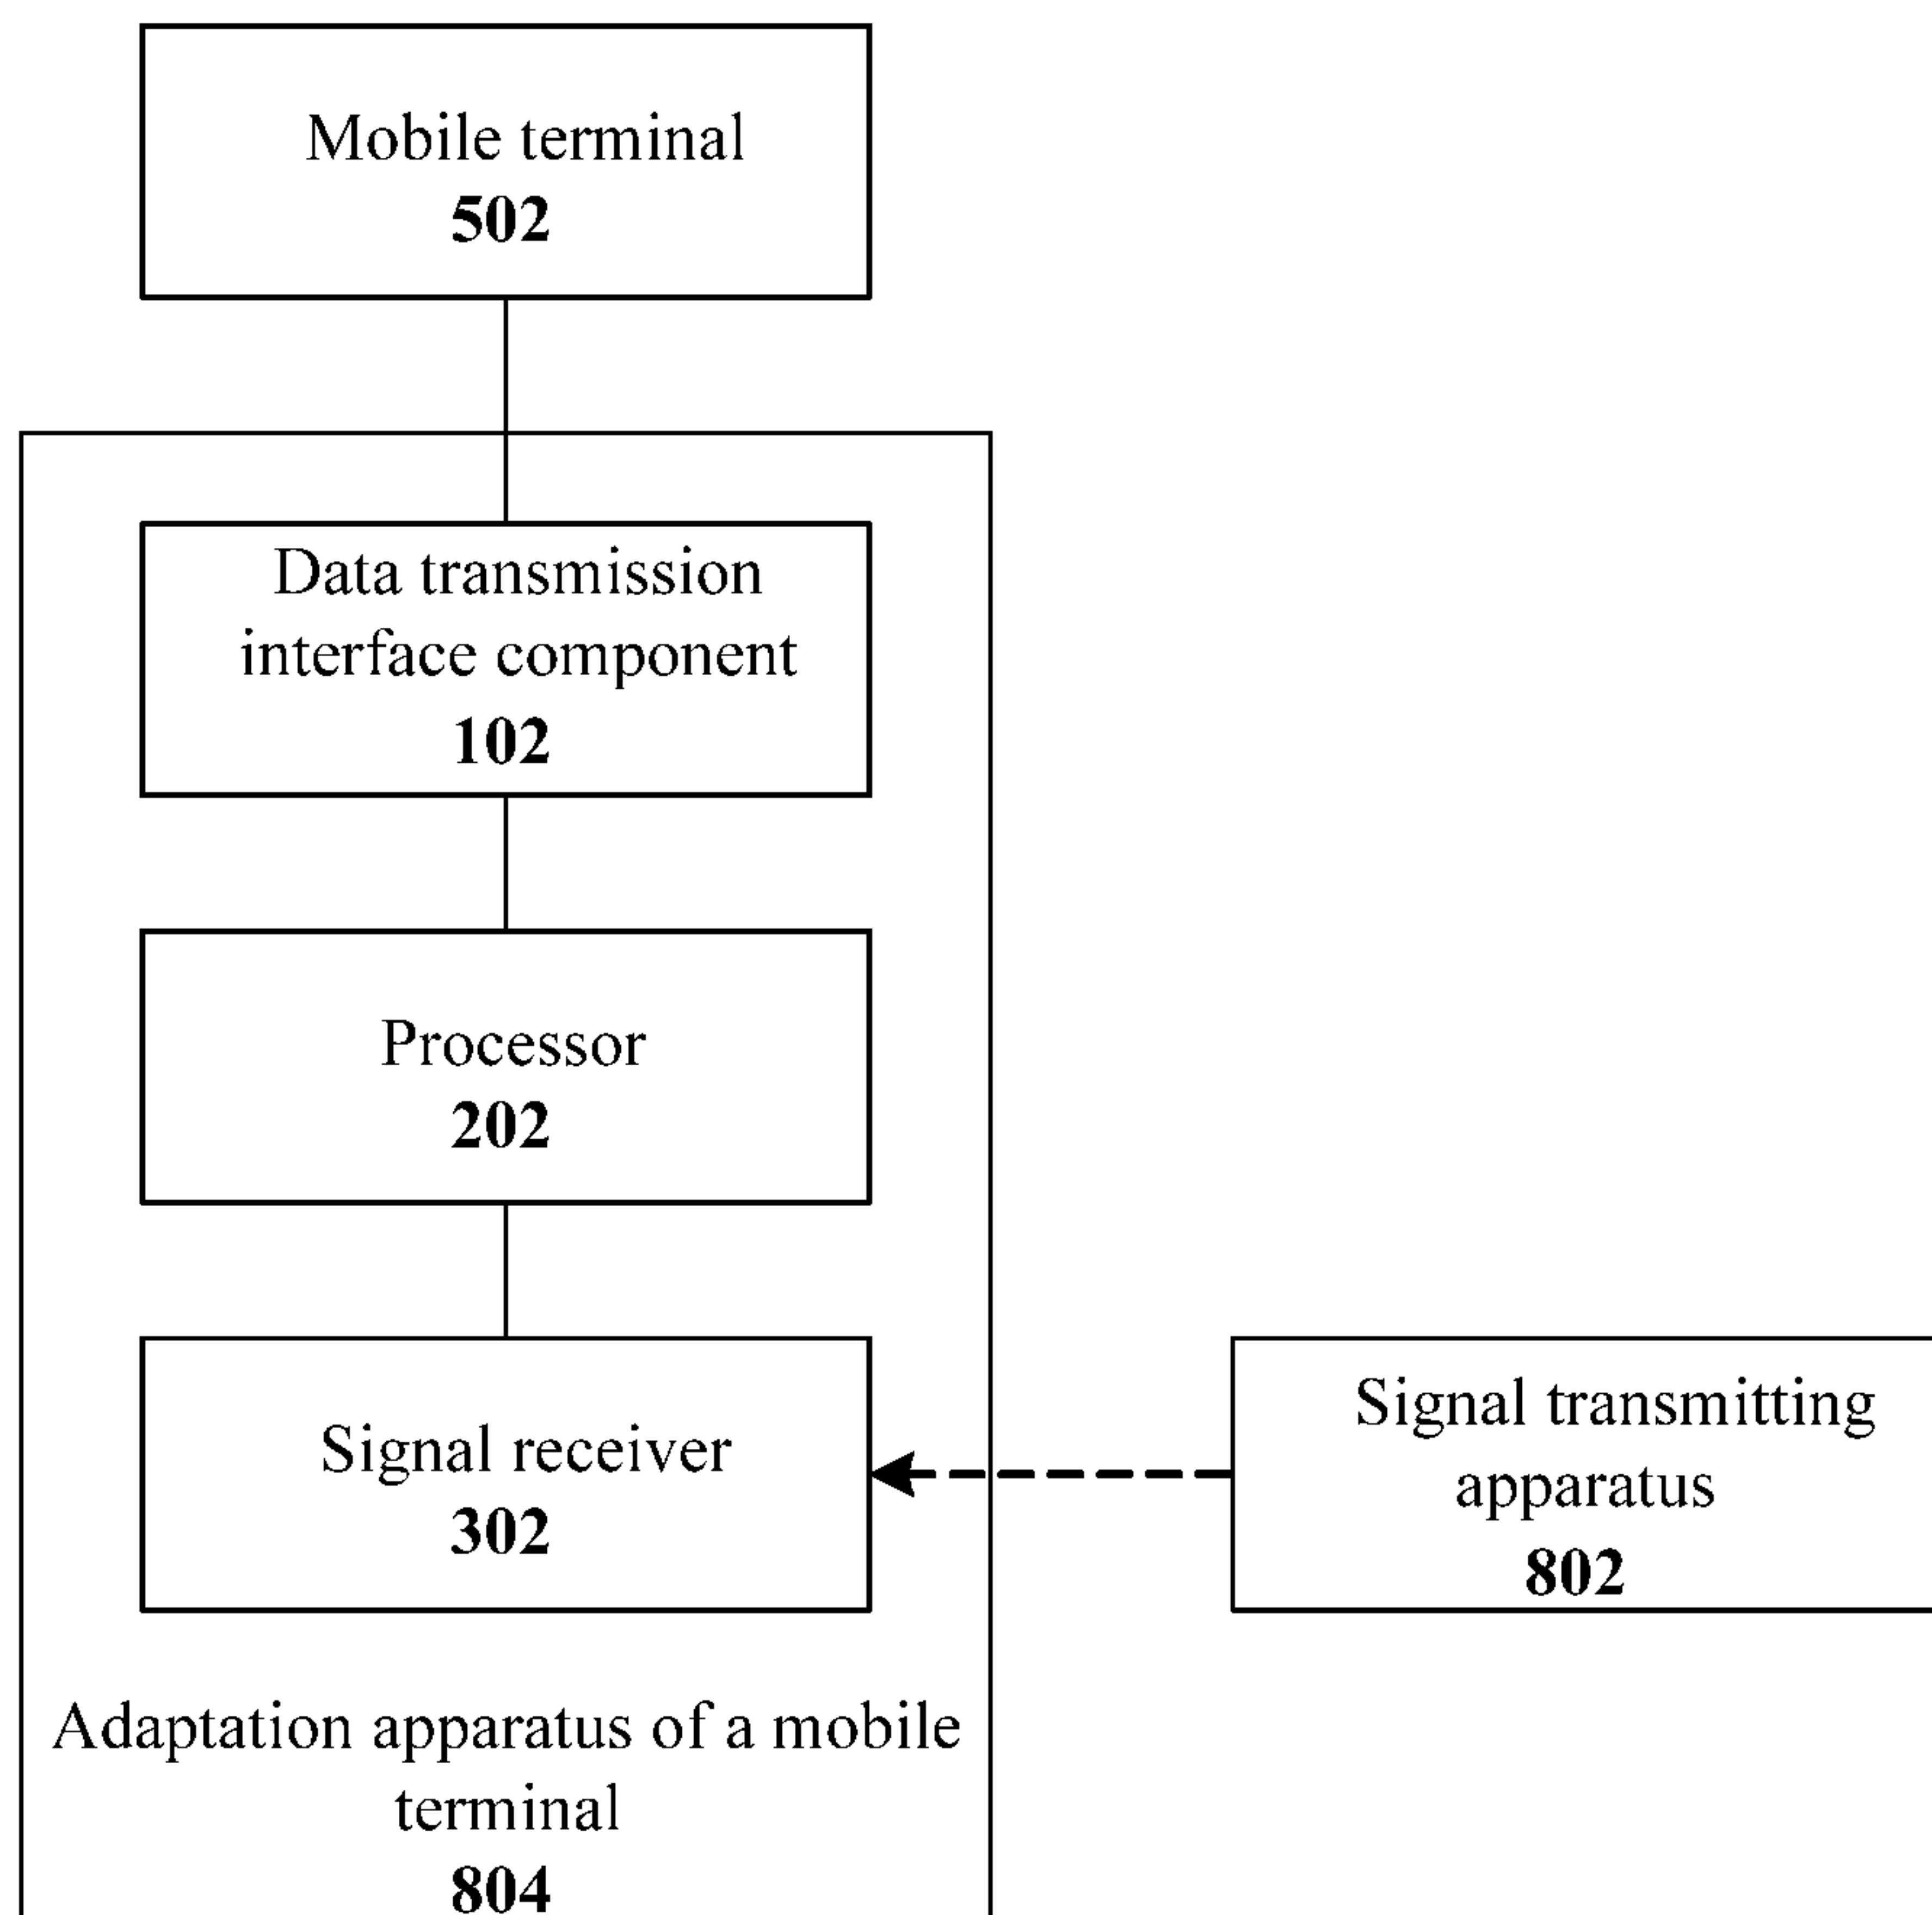 Mobile terminal
502
Data transmission
interface component
102
Processor
202
Signal receiver
302
Signal transmitting
apparatus
802
Adaptation apparatus of a mobile
terminal
804